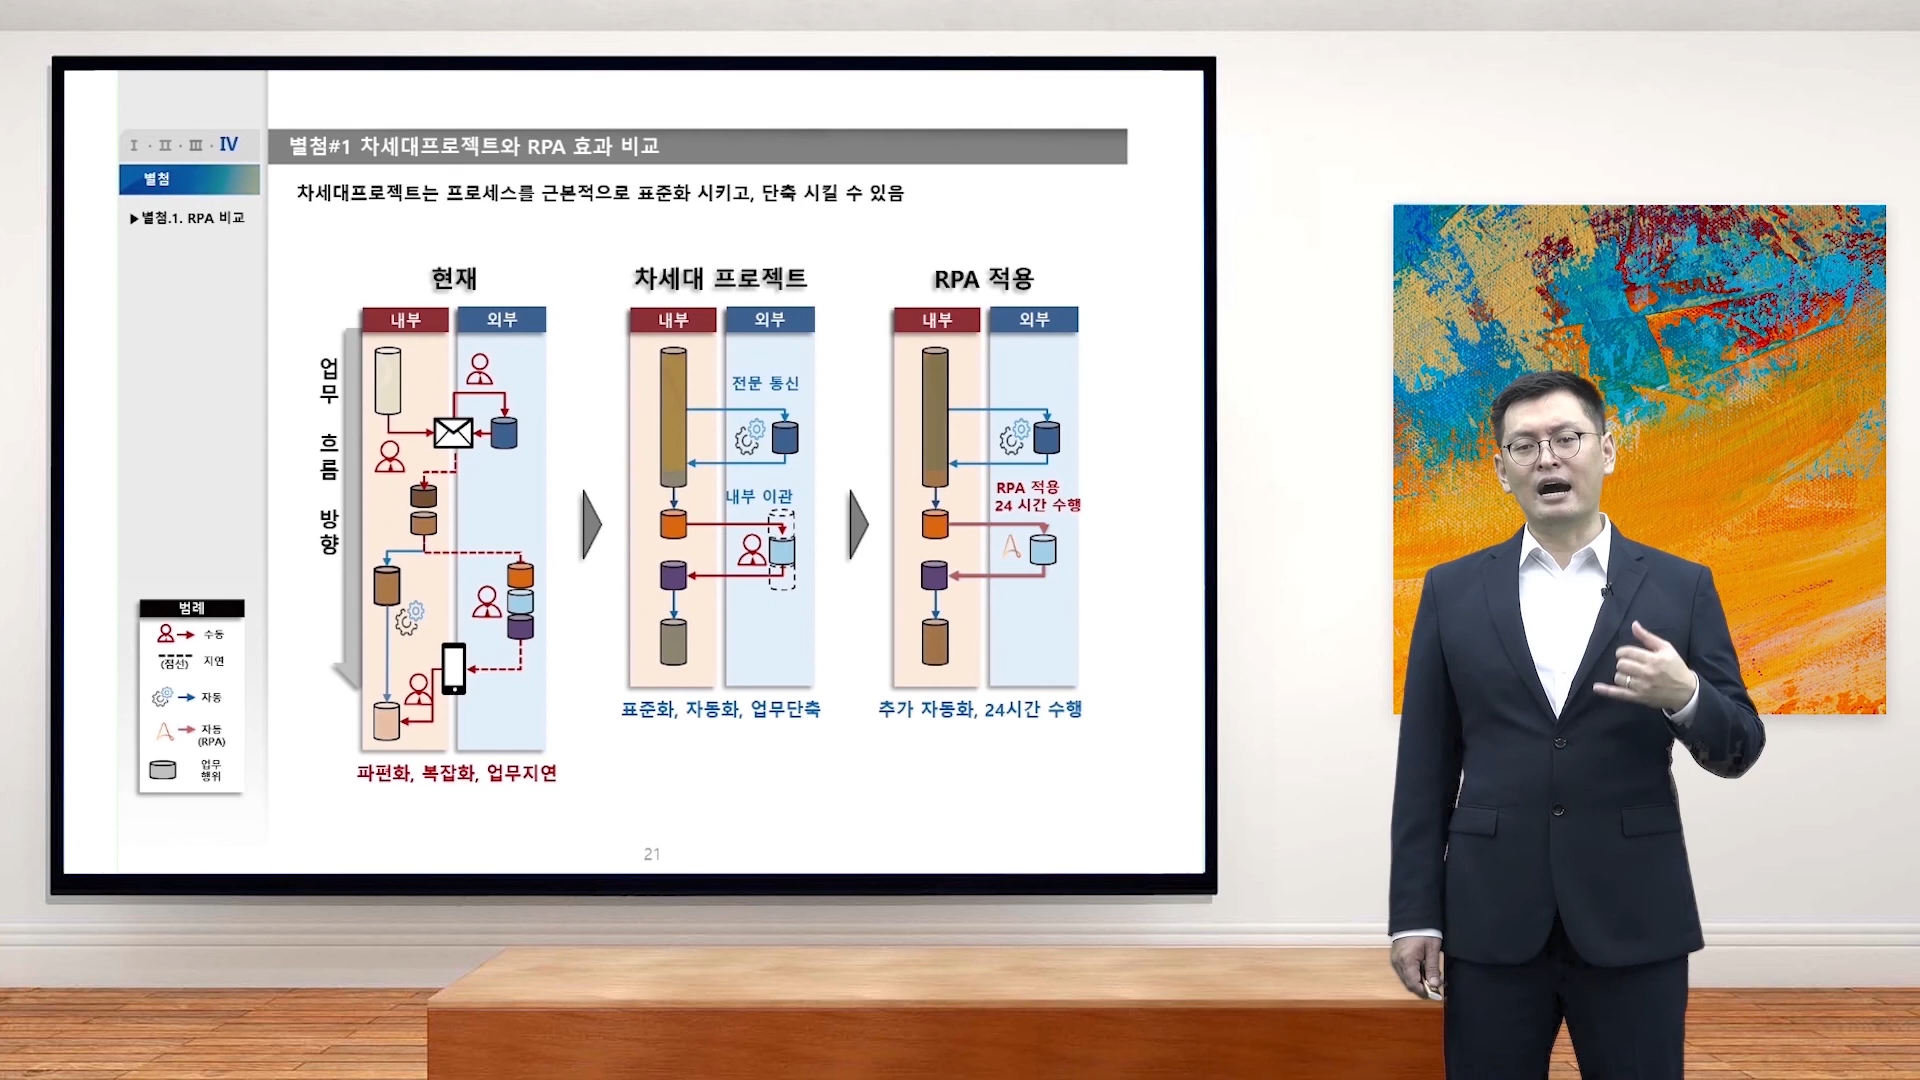 I · II · III · IV
별첨
▶별첨.1. RPA 비교
별첨#1 차세대프로젝트와 RPA 효과 비교
차세대프로젝트는 프로세스를 근본적으로 표준화 시키고, 단축 시킬 수 있음
현재
내부
외부
업무 흐름 방향
파편화, 복잡화, 업무지연
차세대 프로젝트
내부
외부
전문 통신
내부 이관
표준화, 자동화, 업무단축
RPA 적용
내부
외부
RPA 적용
24 시간 수행
추가 자동화, 24시간 수행
범례
수동
(점선)
지연
자동
자동
(RPA)
업무
행위
21